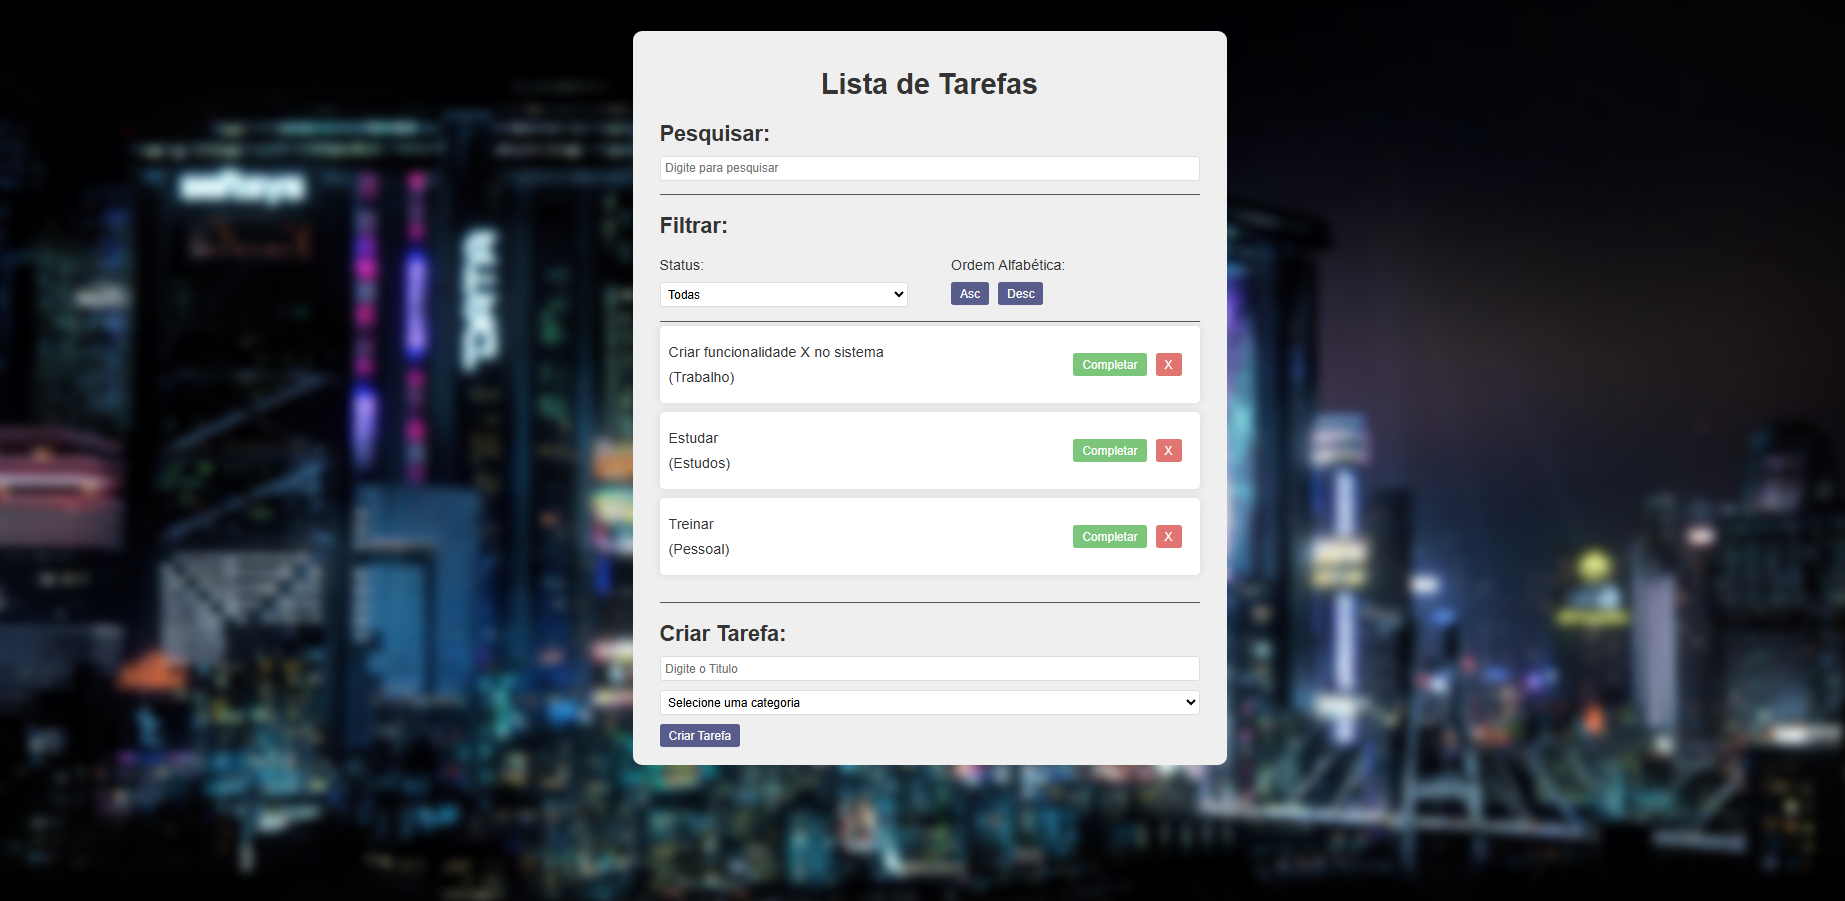 Lista de Tarefas
Pesquisar:
Digite para pesquisar
Filtrar:
Status:
Ordem Alfabética:
Todas
Asc Desc
Criar funcionalidade X no sistema
(Trabalho)
Completar X
Estudar
(Estudos)
Completar X
Treinar
(Pessoal)
Completar X
Criar Tarefa:
Digite o Titulo
Selecione uma categoria
Criar Tarefa